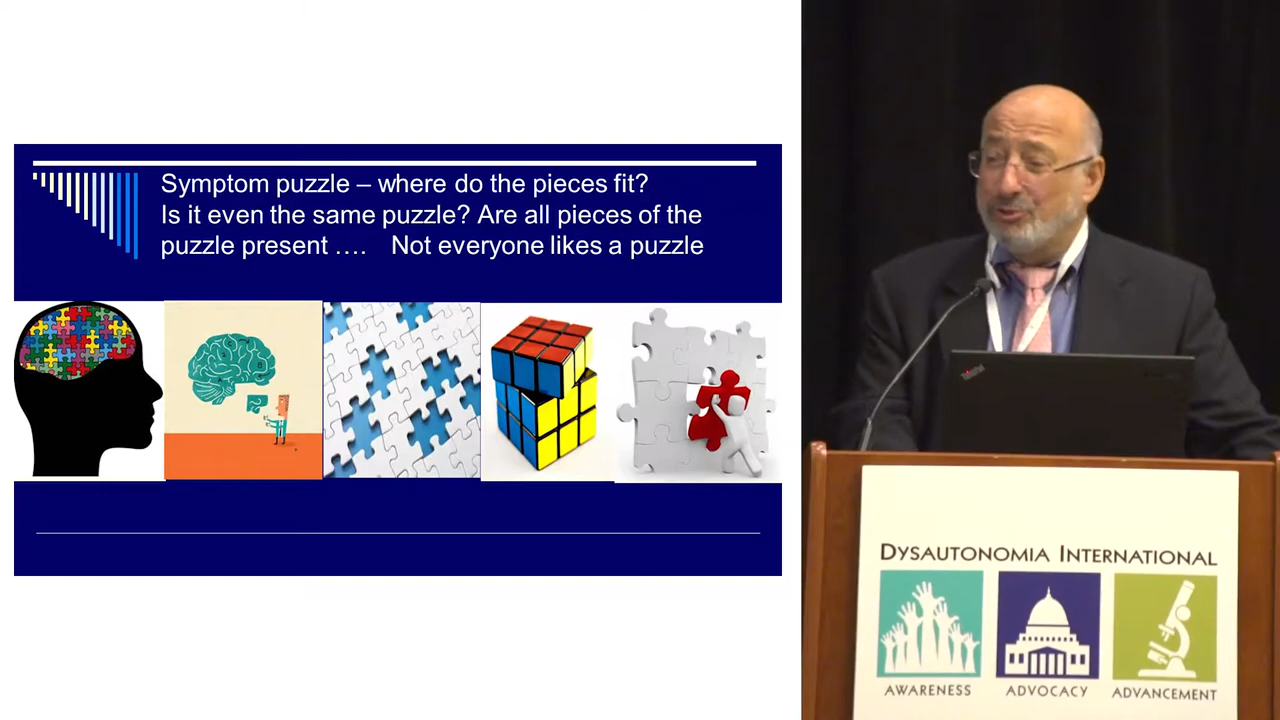 Symptom puzzle – where do the pieces fit?
Is it even the same puzzle? Are all pieces of the
puzzle present …. Not everyone likes a puzzle
DYSAUTONOMIA INTERNATIONAL
AWARENESS ADVOCACY ADVANCEMENT